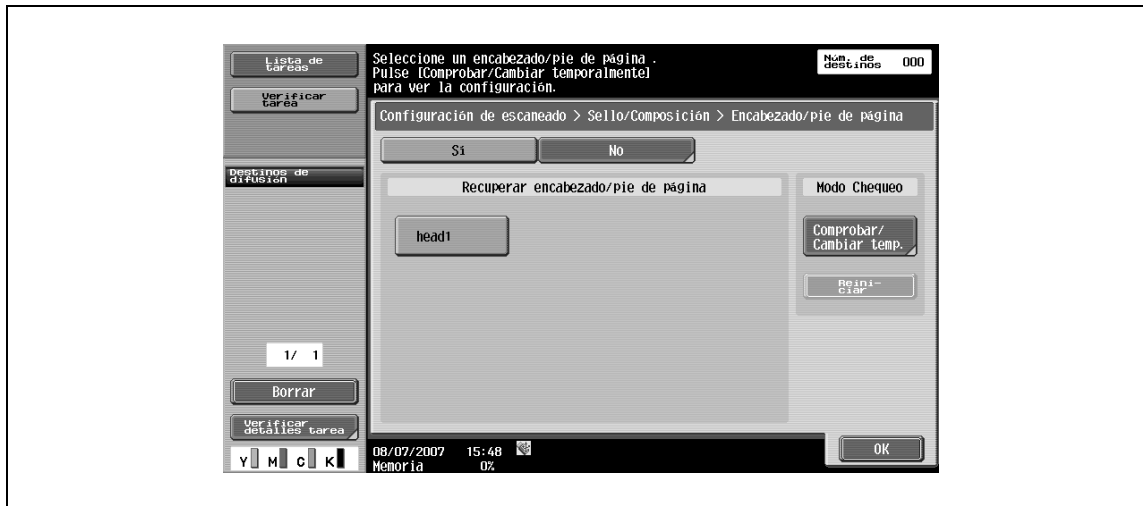 Lista de
tareas
Verificar
tarea
Destinos de
difusión
1/ 1
Borrar
Verificar
detalles tarea
Y M C K
Seleccione un encabezado/pie de página .
Pulse [Comprobar/Cambiar temporalmente]
para ver la configuración.
Núm. de
destinos 000
Configuración de escaneado > Sello/Composición > Encabezado/pie de página
Sí No
Recuperar encabezado/pie de página
head1
Modo Chequeo
Comprobar/
Cambiar temp.
Reini-
ciar
08/07/2007 15:48
Memoria 0%
OK